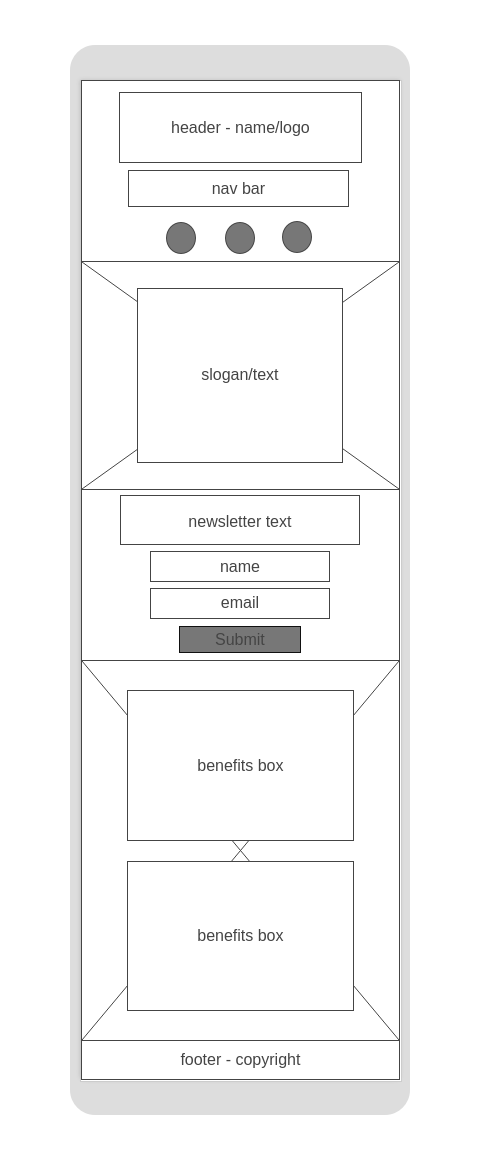 header - name/logo
nav bar
slogan/text
newsletter text
name
email
Submit
benefits box
benefits box
footer - copyright